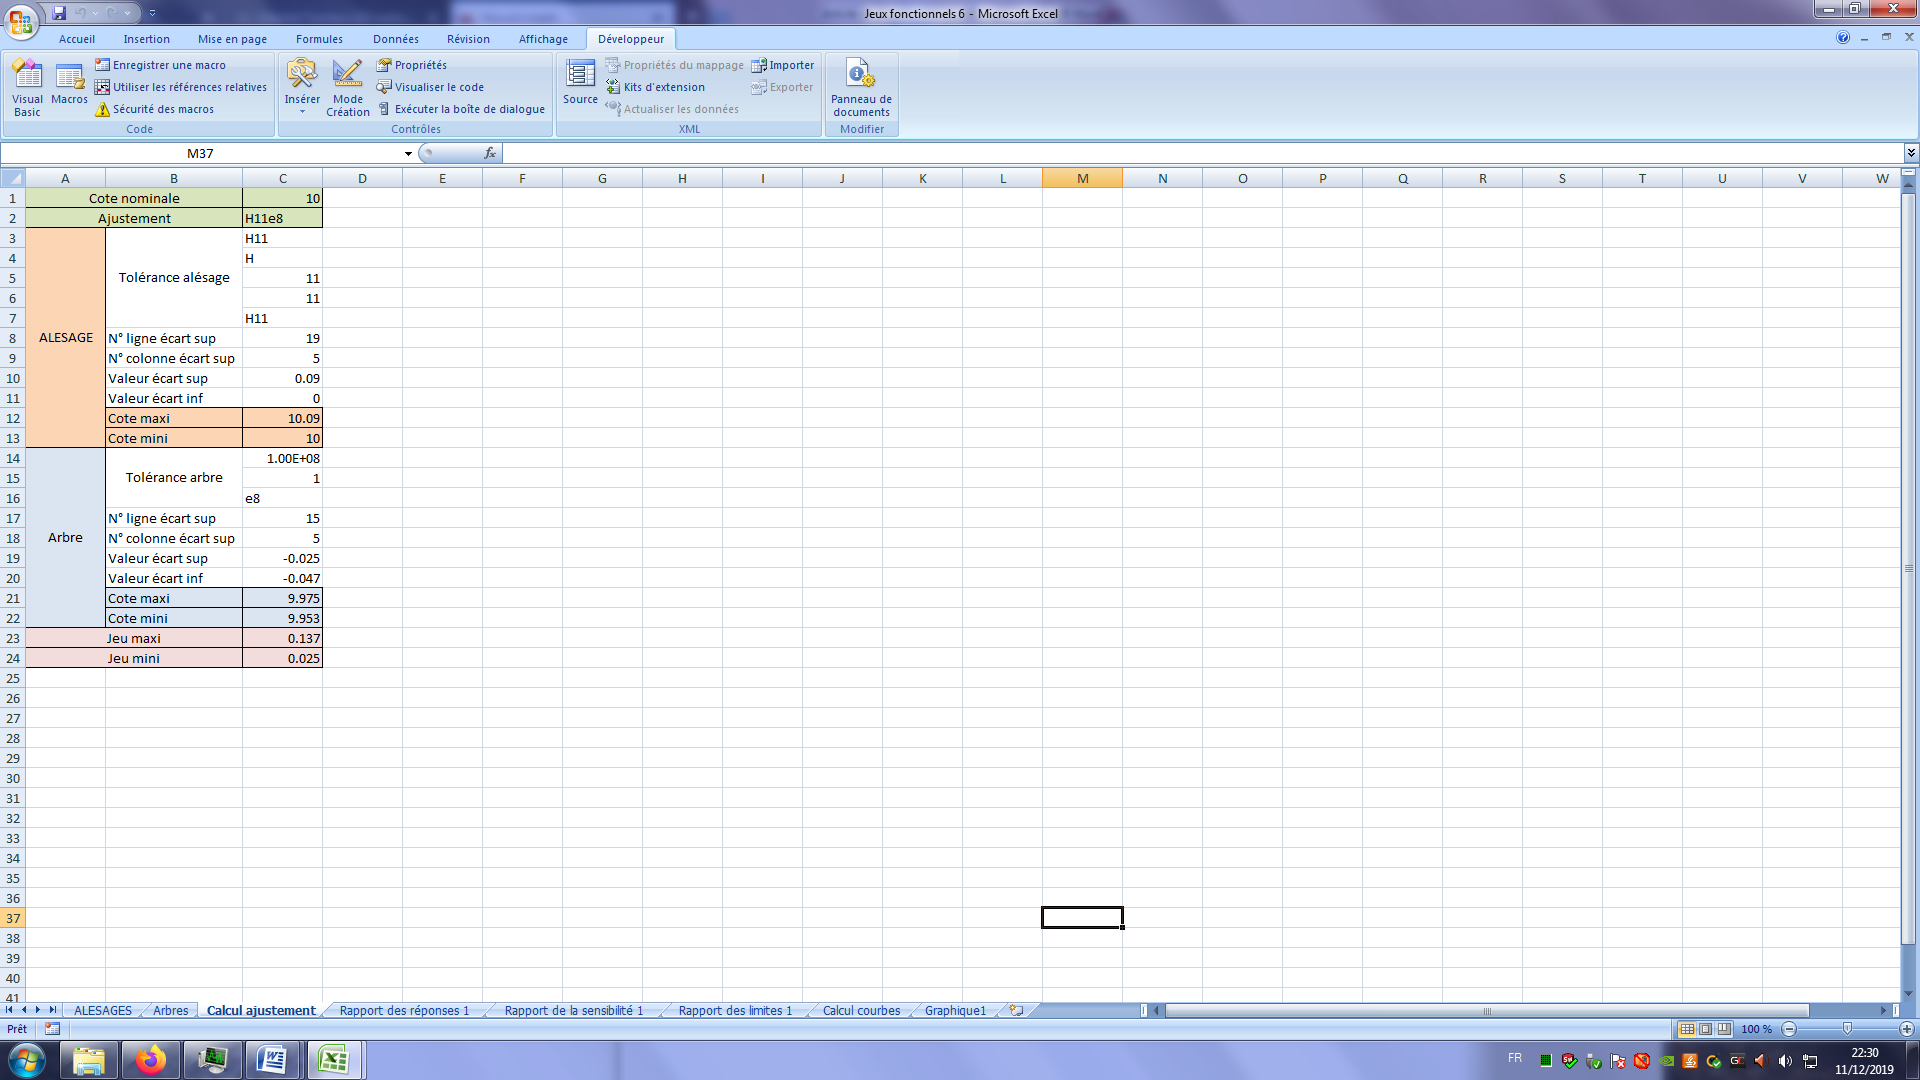 Jeux fonctionnels 6 - Microsoft Excel
Accueil Insertion Mise en page Formules Données Révision Affichage Développeur
Visual Basic
Macros
Enregistrer une macro
Utiliser les références relatives
Sécurité des macros
Code
Insérer
Mode Création
Propriétés
Visualiser le code
Exécuter la boîte de dialogue
Contrôles
Source
Propriétés du mappage
Kits d'extension
Actualiser les données
Importer
Exporter
XML
Panneau de documents
Modifier
M37
fx
A B C D E F G H I J K L M N O P Q R S T U V W
1 Cote nominale 10
2 Ajustement H11e8
3 H11
4 H
5 Tolérance alésage 11
6 11
7 H11
8 ALESAGE N° ligne écart sup 19
9 N° colonne écart sup 5
10 Valeur écart sup 0.09
11 Valeur écart inf 0
12 Cote maxi 10.09
13 Cote mini 10
14 1.00E+08
15 Tolérance arbre 1
16 e8
17 N° ligne écart sup 15
18 Arbre N° colonne écart sup 5
19 Valeur écart sup -0.025
20 Valeur écart inf -0.047
21 Cote maxi 9.975
22 Cote mini 9.953
23 Jeu maxi 0.137
24 Jeu mini 0.025
25
26
27
28
29
30
31
32
33
34
35
36
37
38
39
40
41
ALESAGES Arbres Calcul ajustement Rapport des réponses 1 Rapport de la sensibilité 1 Rapport des limites 1 Calcul courbes Graphique1
Prêt 100 %
FR 22:30
11/12/2019